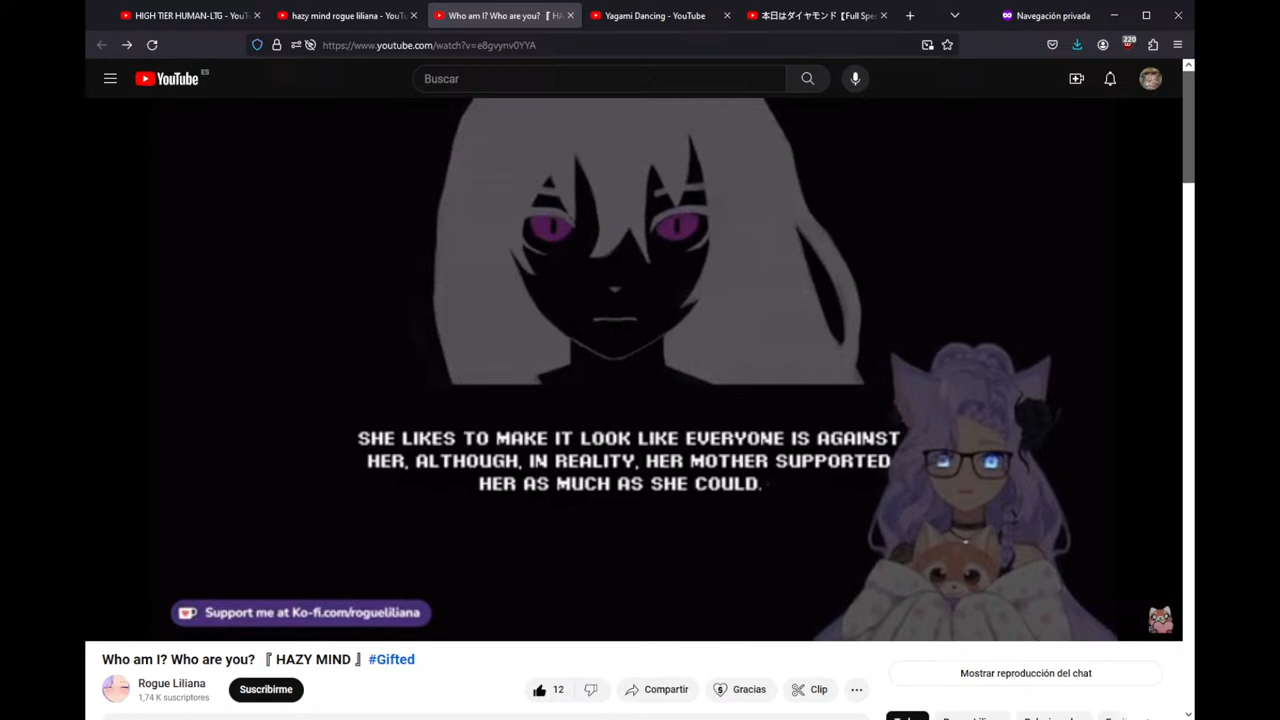 HIGH TIER HUMAN-LTG - YouT
hazy mind rogue liliana - YouTu
Who am I? Who are you? 『 HA
Yagami Dancing - YouTube
本日はダイヤモンド【Full Spe
Navegación privada
https://www.youtube.com/watch?v=e8gvynv0YYA
220
YouTube ES
Buscar
SHE LIKES TO MAKE IT LOOK LIKE EVERYONE IS AGAINST
HER, ALTHOUGH, IN REALITY, HER MOTHER SUPPORTED
HER AS MUCH AS SHE COULD.
Support me at Ko-fi.com/rogueliliana
Who am I? Who are you? 『 HAZY MIND 』 #Gifted
Rogue Liliana
1,74 K suscriptores
Suscribirme
12
Compartir
Gracias
Clip
Mostrar reproducción del chat